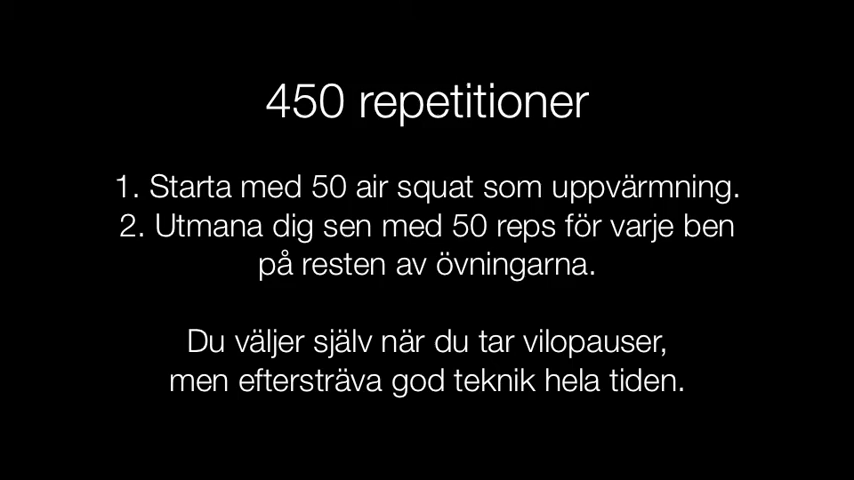 450 repetitioner
1. Starta med 50 air squat som uppvärmning.
2. Utmana dig sen med 50 reps för varje ben
på resten av övningarna.
Du väljer själv när du tar vilopauser,
men eftersträva god teknik hela tiden.